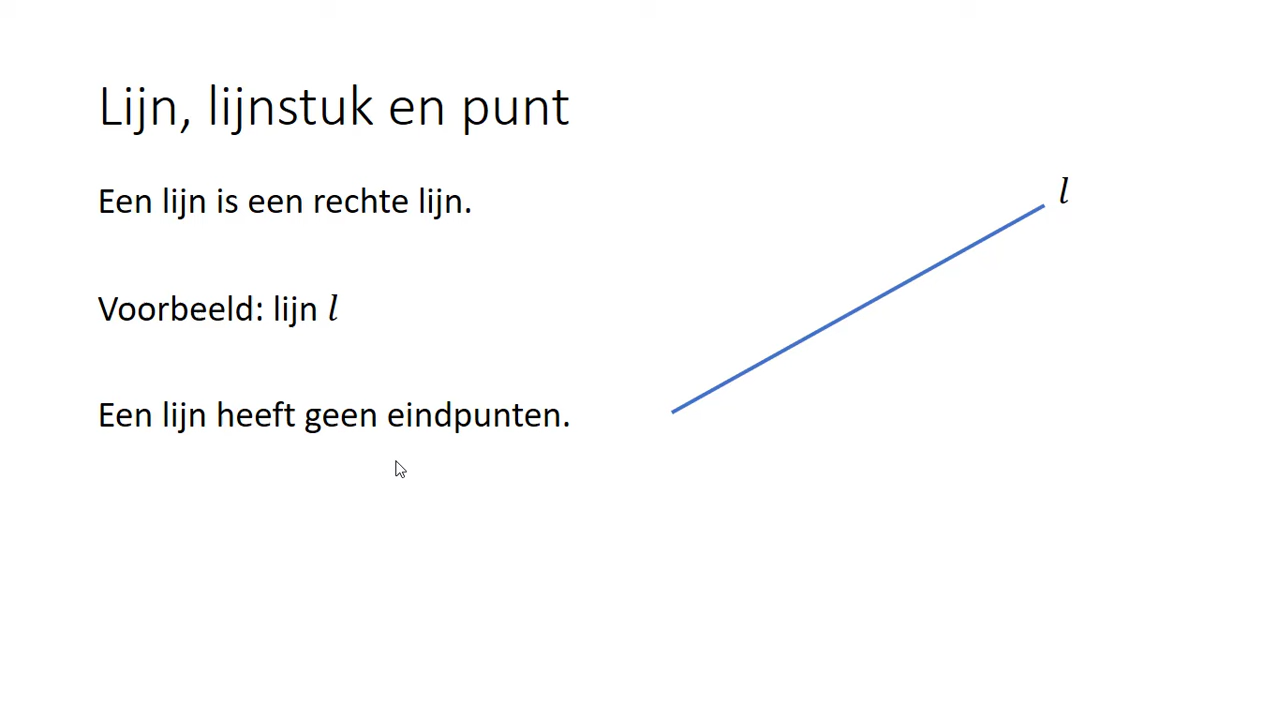 Lijn, lijnstuk en punt
Een lijn is een rechte lijn.
l
Voorbeeld: lijn l
Een lijn heeft geen eindpunten.